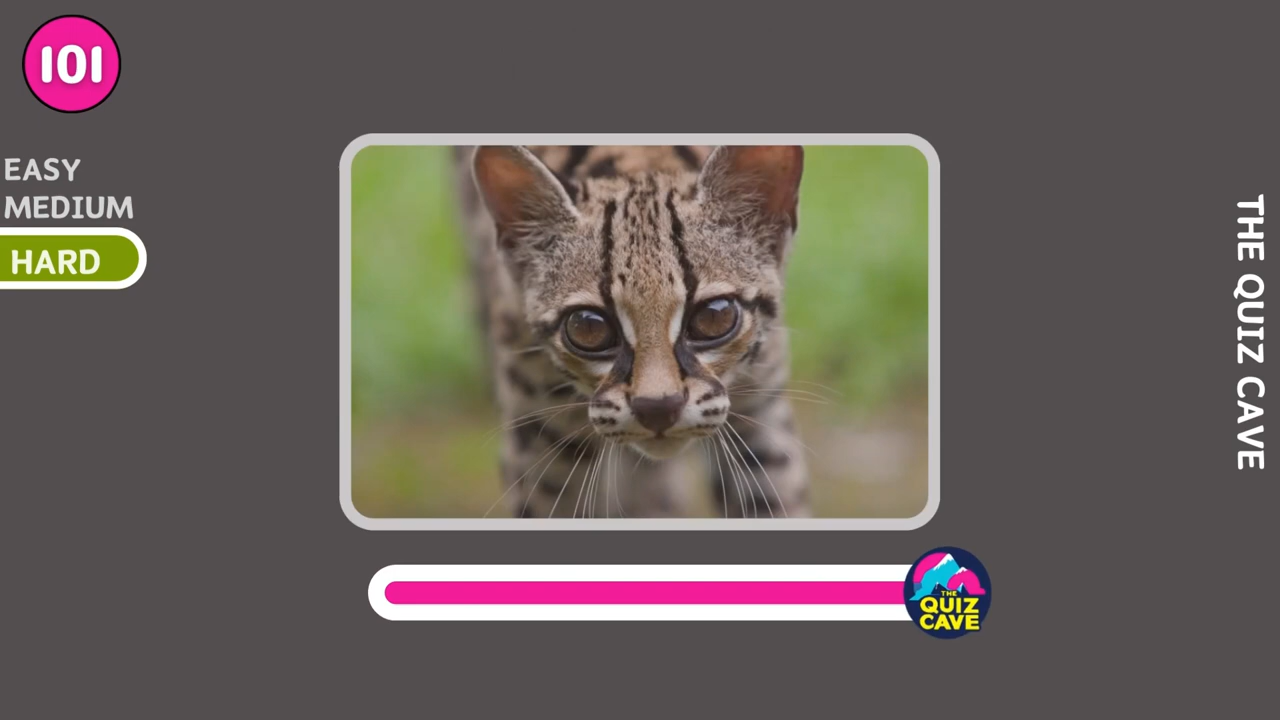 101
EASY
MEDIUM
HARD
THE QUIZ CAVE
THE
QUIZ
CAVE